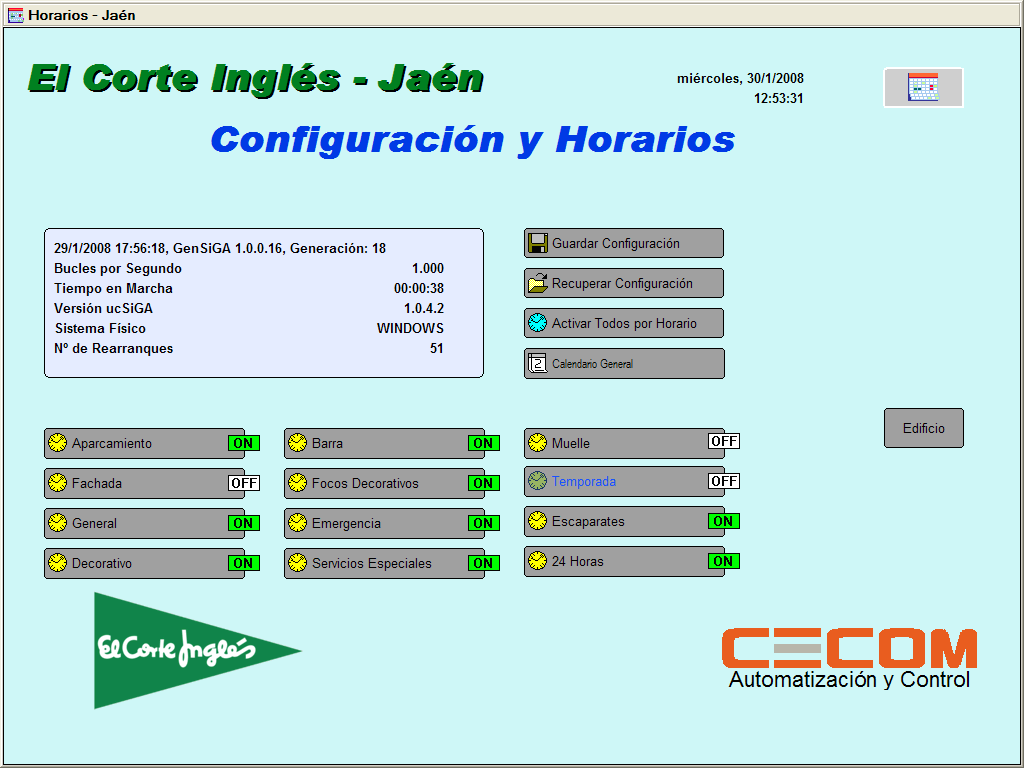 Horarios - Jaén
El Corte Inglés - Jaén
miércoles, 30/1/2008
12:53:31
Configuración y Horarios
29/1/2008 17:56:18, GenSiGA 1.0.0.16, Generación: 18
Bucles por Segundo 1.000
Tiempo en Marcha 00:00:38
Versión ucSiGA 1.0.4.2
Sistema Físico WINDOWS
Nº de Rearranques 51
Guardar Configuración
Recuperar Configuración
Activar Todos por Horario
2 Calendario General
Edificio
Aparcamiento ON
Barra ON
Muelle OFF
Fachada OFF
Focos Decorativos ON
Temporada OFF
General ON
Emergencia ON
Escaparates ON
Decorativo ON
Servicios Especiales ON
24 Horas ON
El Corte Inglés
CECOM
Automatización y Control